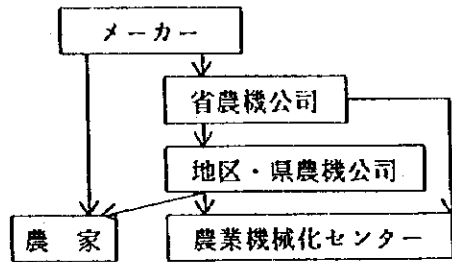 メーカー
省農機公司
地区・県農機公司
農 家
農業機械化センター